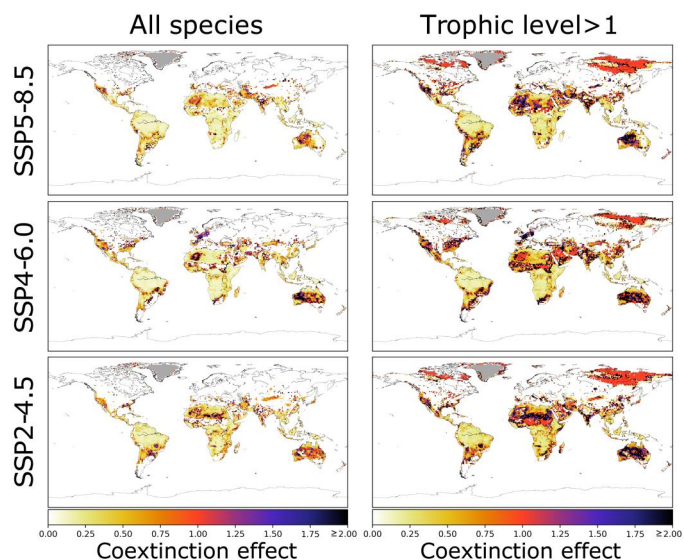 All species
Trophic level>1
SSP5-8.5
SSP4-6.0
SSP2-4.5
0.00 0.25 0.50 0.75 1.00 1.25 1.50 1.75 ≥2.00
0.00 0.25 0.50 0.75 1.00 1.25 1.50 1.75 ≥2.00
Coextinction effect
Coextinction effect